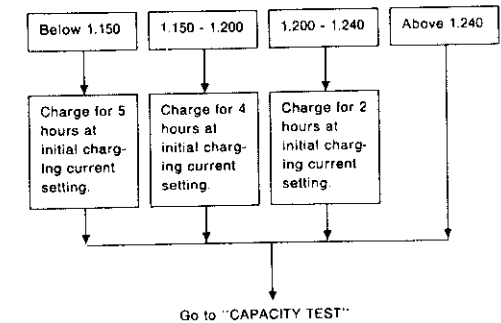 Below 1.150
1.150 - 1.200
1.200 - 1.240
Above 1.240
Charge for 5
hours at
initial charg-
ing current
setting.
Charge for 4
hours at
initial charg-
ing current
setting.
Charge for 2
hours at
initial charg-
ing current
setting.
Go to "CAPACITY TEST"